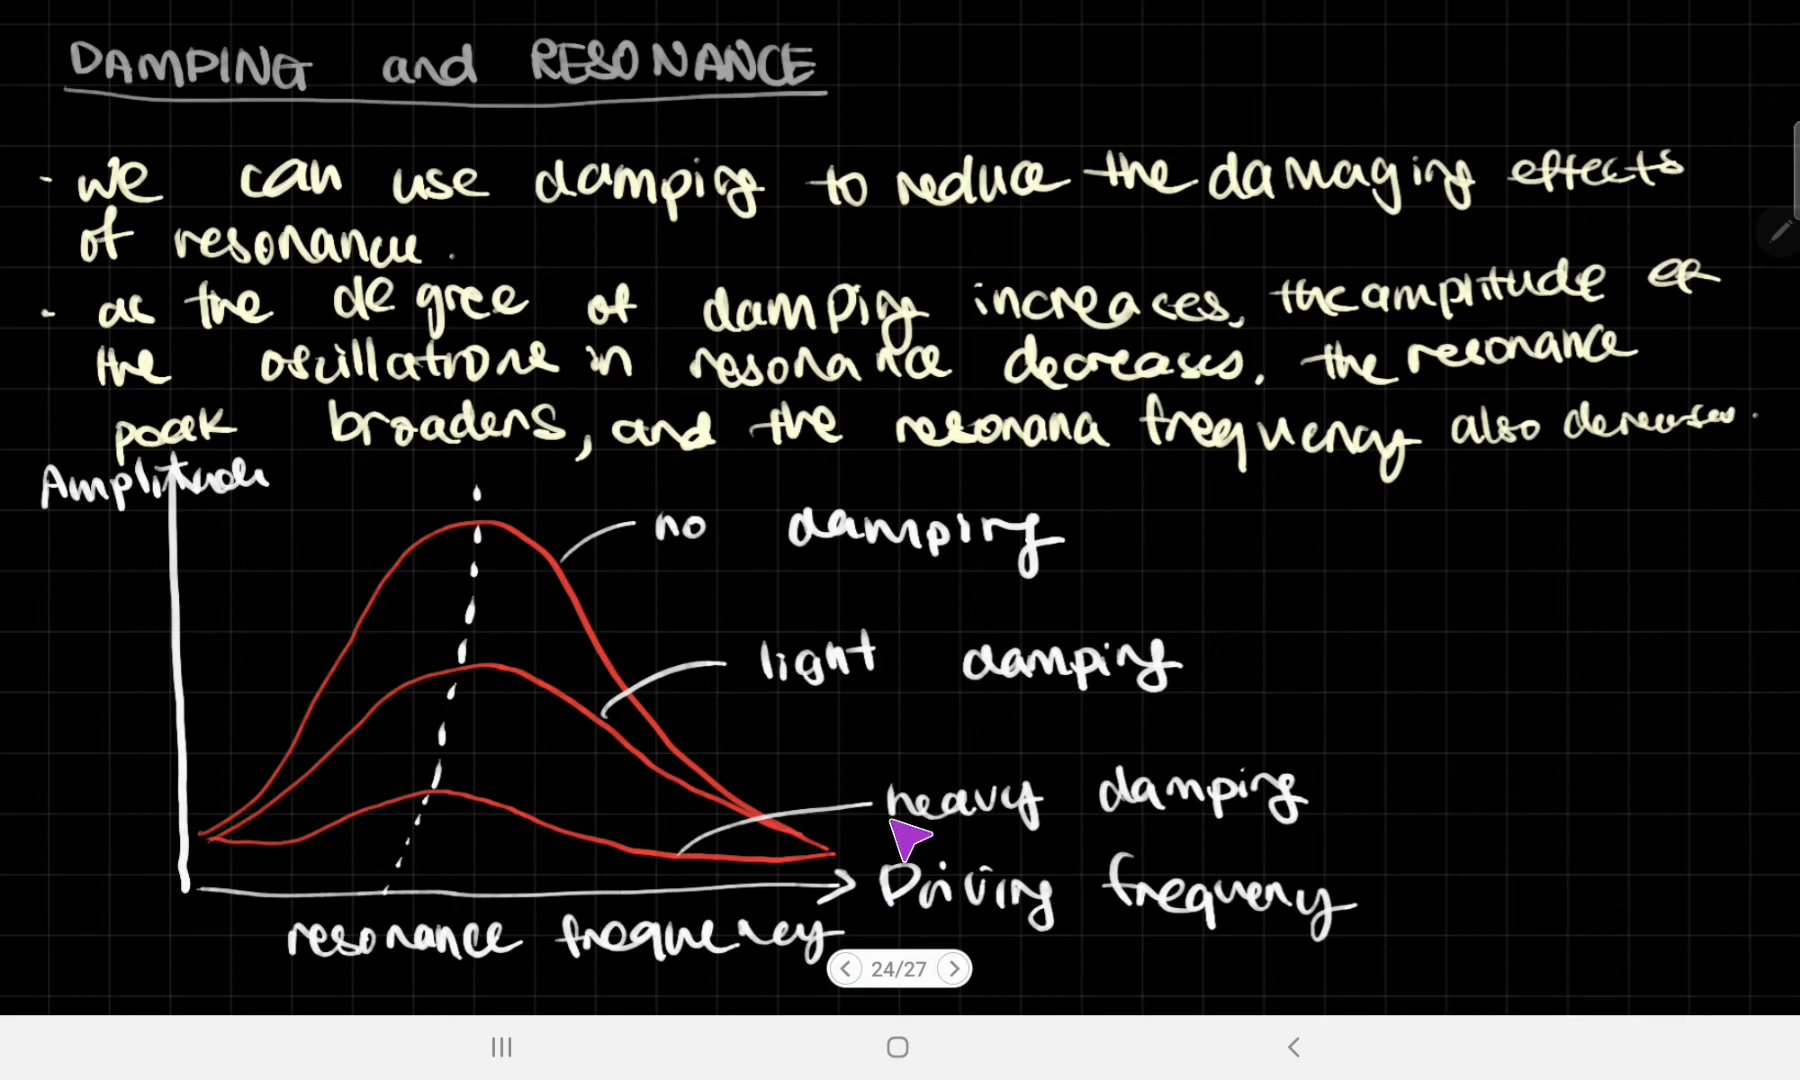 DAMPING and RESONANCE
- we can use damping to reduce the damaging effects
of resonance.
- as the degree of damping increases, the amplitude of
the oscillations in resonance decreases, the resonance
peak broadens, and the resonance frequency also decreases.
Amplitude
no damping
light damping
heavy damping
Driving frequency
resonance frequency
24/27